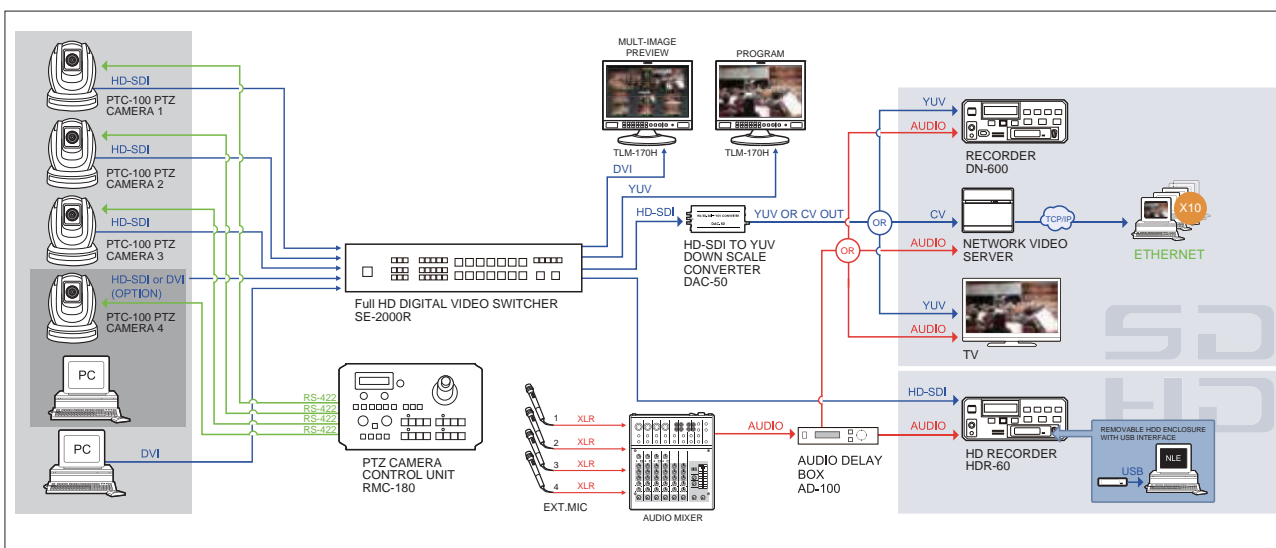 MULT-IMAGE
PREVIEW
PROGRAM
TLM-170H
TLM-170H
HD-SDI
PTC-100 PTZ
CAMERA 1
HD-SDI
PTC-100 PTZ
CAMERA 2
HD-SDI
PTC-100 PTZ
CAMERA 3
HD-SDI or DVI
(OPTION)
PTC-100 PTZ
CAMERA 4
PC
PC
DVI
DVI
YUV
HD-SDI
Full HD DIGITAL VIDEO SWITCHER
SE-2000R
DAC-50
HD-SDI TO YUV
DOWN SCALE
CONVERTER
DAC-50
YUV OR CV OUT
OR
OR
YUV
AUDIO
RECORDER
DN-600
CV
AUDIO
NETWORK VIDEO
SERVER
TCP/IP
X10
ETHERNET
YUV
AUDIO
TV
SD
HD
RS-422
RS-422
RS-422
RS-422
PTZ CAMERA
CONTROL UNIT
RMC-180
1 XLR
2 XLR
3 XLR
4 XLR
EXT.MIC
AUDIO MIXER
AUDIO
AUDIO DELAY
BOX
AD-100
HD-SDI
AUDIO
HD RECORDER
HDR-60
REMOVABLE HDD ENCLOSURE
WITH USB INTERFACE
USB
NLE